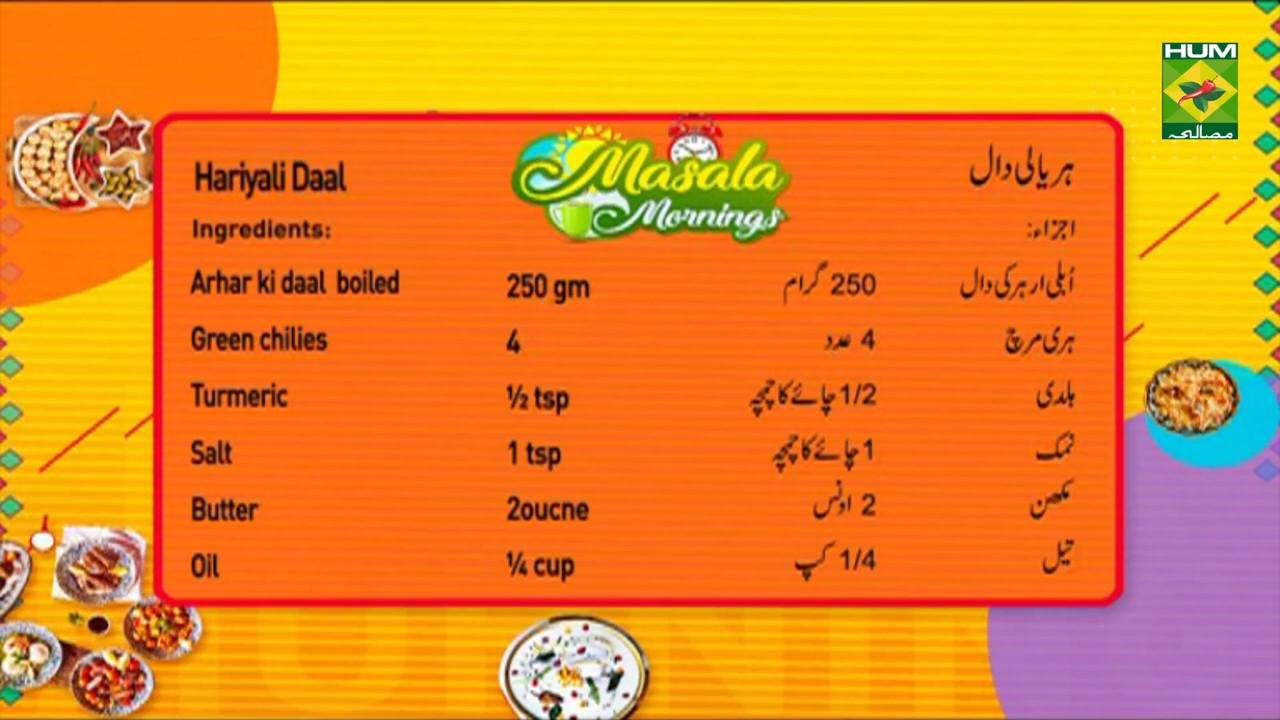 HUM
مصالحہ
Masala
Mornings
Hariyali Daal ہریالی دال
Ingredients: اجزاء:
Arhar ki daal boiled 250 gm 250 گرام اُبلی ارہر کی دال
Green chilies 4 4 عدد ہری مرچ
Turmeric ½ tsp 1/2 چائے کا چمچہ ہلدی
Salt 1 tsp 1 چائے کا چمچہ نمک
Butter 2oucne 2 اونس مکھن
Oil ¼ cup 1/4 کپ تیل